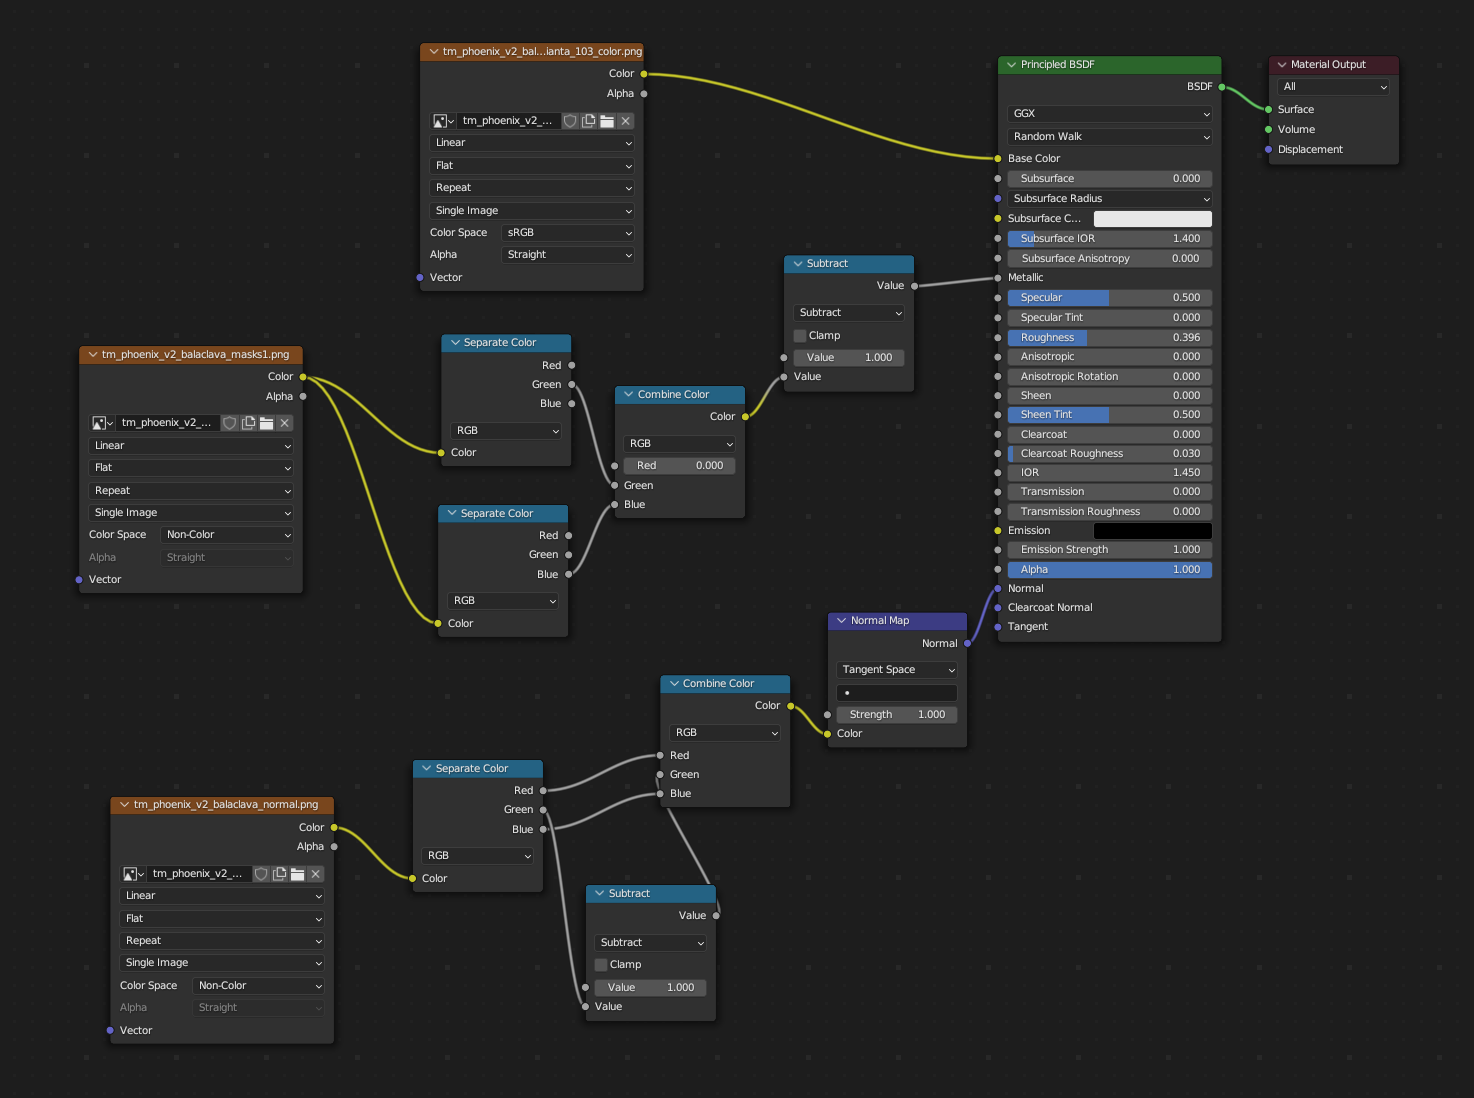 tm_phoenix_v2_bal...ianta_103_color.png
Color
Alpha
tm_phoenix_v2_...
Linear
Flat
Repeat
Single Image
Color Space sRGB
Alpha Straight
Vector
tm_phoenix_v2_balaclava_masks1.png
Color
Alpha
tm_phoenix_v2_...
Linear
Flat
Repeat
Single Image
Color Space Non-Color
Alpha Straight
Vector
Separate Color
Red
Green
Blue
RGB
Color
Separate Color
Red
Green
Blue
RGB
Color
Combine Color
Color
RGB
Red 0.000
Green
Blue
Subtract
Value
Subtract
Clamp
Value 1.000
Value
Principled BSDF
BSDF
GGX
Random Walk
Base Color
Subsurface 0.000
Subsurface Radius
Subsurface C...
Subsurface IOR 1.400
Subsurface Anisotropy 0.000
Metallic
Specular 0.500
Specular Tint 0.000
Roughness 0.396
Anisotropic 0.000
Anisotropic Rotation 0.000
Sheen 0.000
Sheen Tint 0.500
Clearcoat 0.000
Clearcoat Roughness 0.030
IOR 1.450
Transmission 0.000
Transmission Roughness 0.000
Emission
Emission Strength 1.000
Alpha 1.000
Normal
Clearcoat Normal
Tangent
Material Output
All
Surface
Volume
Displacement
tm_phoenix_v2_balaclava_normal.png
Color
Alpha
tm_phoenix_v2_...
Linear
Flat
Repeat
Single Image
Color Space Non-Color
Alpha Straight
Vector
Separate Color
Red
Green
Blue
RGB
Color
Subtract
Value
Subtract
Clamp
Value 1.000
Value
Combine Color
Color
RGB
Red
Green
Blue
Normal Map
Normal
Tangent Space
Strength 1.000
Color